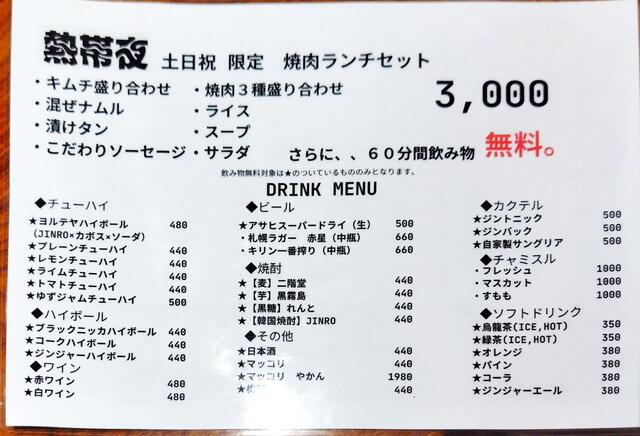 熱帯夜 土日祝 限定 焼肉ランチセット
・キムチ盛り合わせ ・焼肉3種盛り合わせ
・混ぜナムル ・ライス
・漬けタン ・スープ
・こだわりソーセージ ・サラダ
3,000
さらに、、60分間飲み物 無料。
飲み物無料対象は★のついているもののみとなります。
DRINK MENU
◆チューハイ
★ヨルテヤハイボール 480
(JINRO×カボス×ソーダ)
★プレーンチューハイ 440
★レモンチューハイ 440
★ライムチューハイ 440
★トマトチューハイ 440
★ゆずジャムチューハイ 500
◆ハイボール
★ブラックニッカハイボール 440
★コークハイボール 440
★ジンジャーハイボール 440
◆ワイン
★赤ワイン 480
★白ワイン 480
◆ビール
★アサヒスーパードライ(生) 500
・札幌ラガー 赤星(中瓶) 660
・キリン一番搾り(中瓶) 660
◆焼酎
★【麦】二階堂 440
★【芋】黒霧島 440
★【黒糖】れんと 440
★【韓国焼酎】JINRO 440
◆その他
★日本酒 440
★マッコリ 440
★マッコリ やかん 1980
★ 440
◆カクテル
★ジントニック 500
★ジンバック 500
★自家製サングリア 500
◆チャミスル
・フレッシュ 1000
・マスカット 1000
・すもも 1000
◆ソフトドリンク
★烏龍茶(ICE,HOT) 350
★緑茶(ICE,HOT) 350
★オレンジ 380
★パイン 380
★コーラ 380
★ジンジャーエール 380